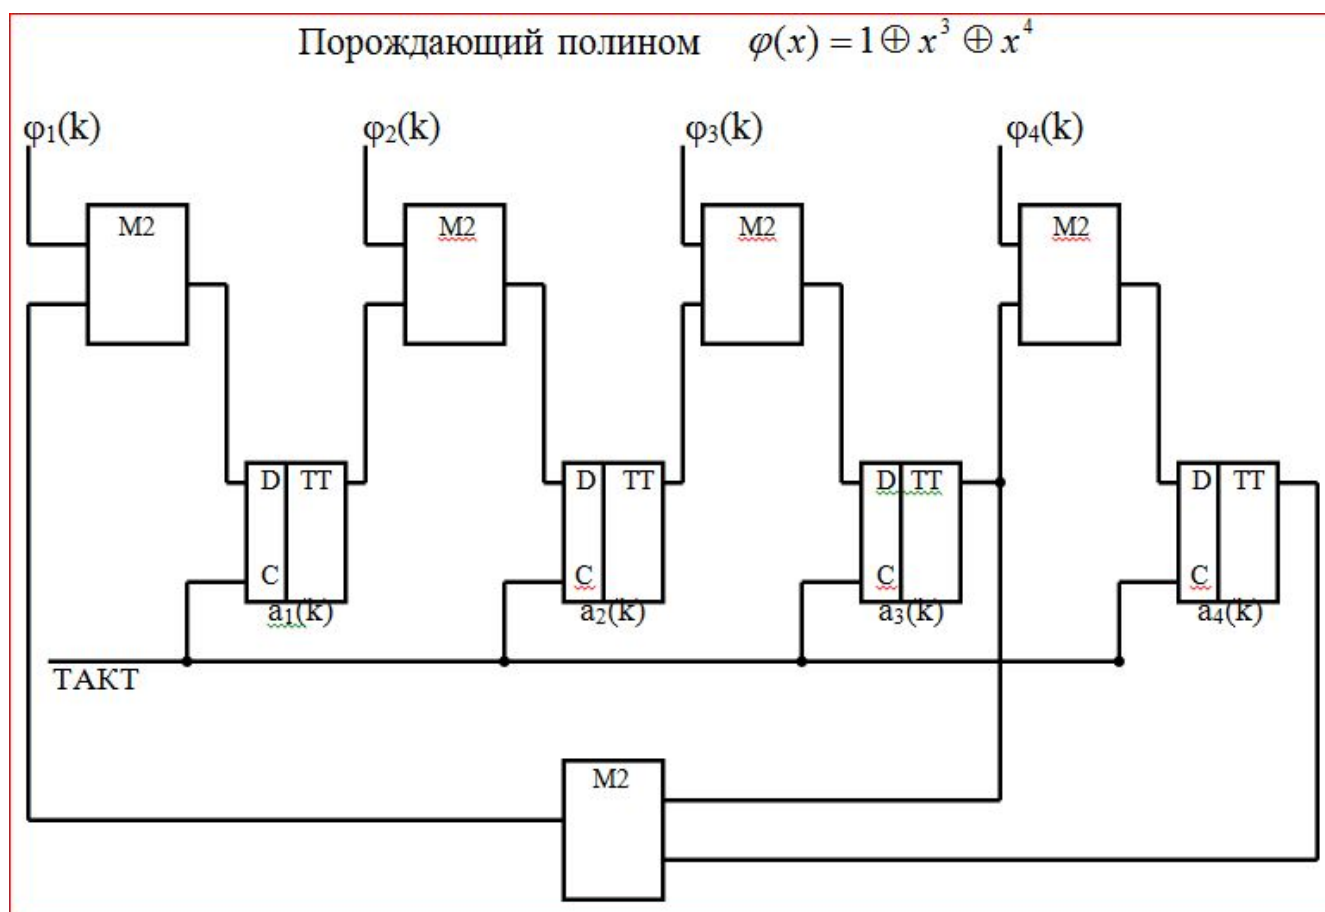 Порождающий полином φ(x) = 1 ⊕ x³ ⊕ x⁴
φ₁(k) φ₂(k) φ₃(k) φ₄(k)
M2 M2 M2 M2
D TT D TT D TT D TT
C C C C
a₁(k) a₂(k) a₃(k) a₄(k)
ТАКТ
M2